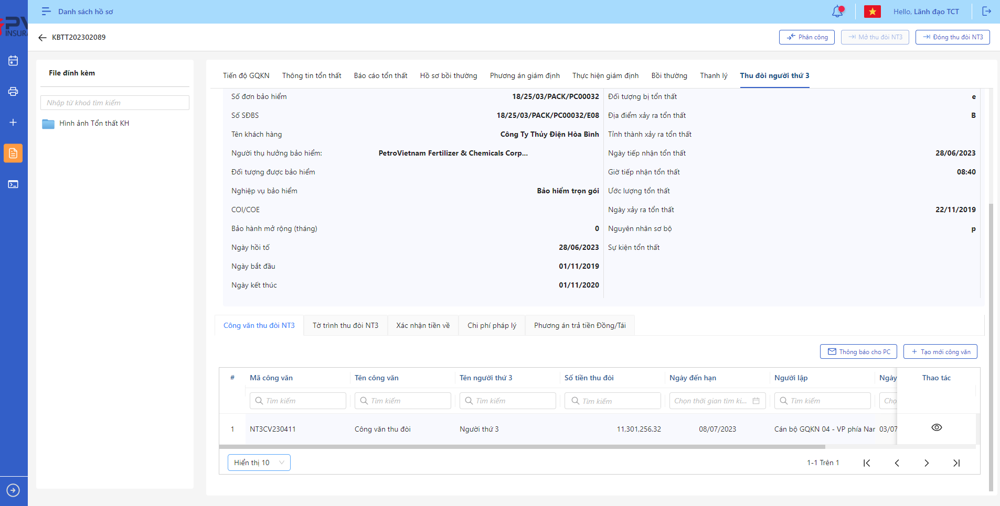 Danh sách hồ sơ
Hello, Lãnh đạo TCT
PV
INSURA
KBTT202302089
Phân công
Mở thu đòi NT3
Đóng thu đòi NT3
File đính kèm
Nhập từ khoá tìm kiếm
Hình ảnh Tổn thất KH
Tiến độ GQKN
Thông tin tổn thất
Báo cáo tổn thất
Hồ sơ bồi thường
Phương án giám định
Thực hiện giám định
Bồi thường
Thanh lý
Thu đòi người thứ 3
Số đơn bảo hiểm 18/25/03/PACK/PC00032
Số SĐBS 18/25/03/PACK/PC00032/E08
Tên khách hàng Công Ty Thủy Điện Hòa Bình
Người thụ hưởng bảo hiểm: PetroVietnam Fertilizer & Chemicals Corp...
Đối tượng được bảo hiểm
Nghiệp vụ bảo hiểm Bảo hiểm trọn gói
COI/COE
Bảo hành mở rộng (tháng) 0
Ngày hồi tố 28/06/2023
Ngày bắt đầu 01/11/2019
Ngày kết thúc 01/11/2020
Đối tượng bị tổn thất e
Địa điểm xảy ra tổn thất B
Tỉnh thành xảy ra tổn thất
Ngày tiếp nhận tổn thất 28/06/2023
Giờ tiếp nhận tổn thất 08:40
Ước lượng tổn thất
Ngày xảy ra tổn thất 22/11/2019
Nguyên nhân sơ bộ p
Sự kiện tổn thất
Công văn thu đòi NT3
Tờ trình thu đòi NT3
Xác nhận tiền về
Chi phí pháp lý
Phương án trả tiền Đồng/Tái
Thông báo cho PC
+ Tạo mới công văn
# Mã công văn Tên công văn Tên người thứ 3 Số tiền thu đòi Ngày đến hạn Người lập Ngày Thao tác
Tìm kiếm Tìm kiếm Tìm kiếm Tìm kiếm Chọn thời gian tìm ki... Tìm kiếm Chọ
1 NT3CV230411 Công văn thu đòi Người thứ 3 11,301,256.32 08/07/2023 Cán bộ GQKN 04 - VP phía Nar 03/07
Hiển thị 10
1-1 Trên 1